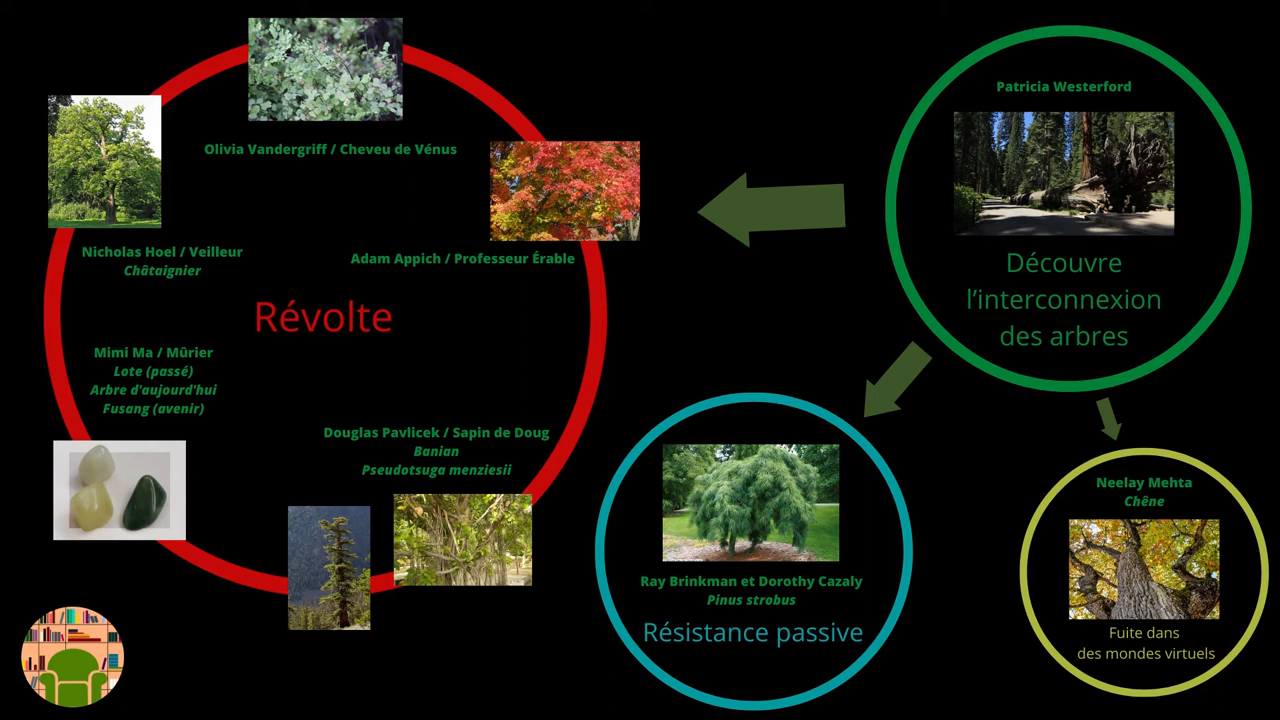 Olivia Vandergriff / Cheveu de Vénus
Nicholas Hoel / Veilleur
Châtaignier
Adam Appich / Professeur Érable
Révolte
Mimi Ma / Mûrier
Lote (passé)
Arbre d'aujourd'hui
Fusang (avenir)
Douglas Pavlicek / Sapin de Doug
Banian
Pseudotsuga menziesii
Patricia Westerford
Découvre
l’interconnexion
des arbres
Ray Brinkman et Dorothy Cazaly
Pinus strobus
Résistance passive
Neelay Mehta
Chêne
Fuite dans
des mondes virtuels